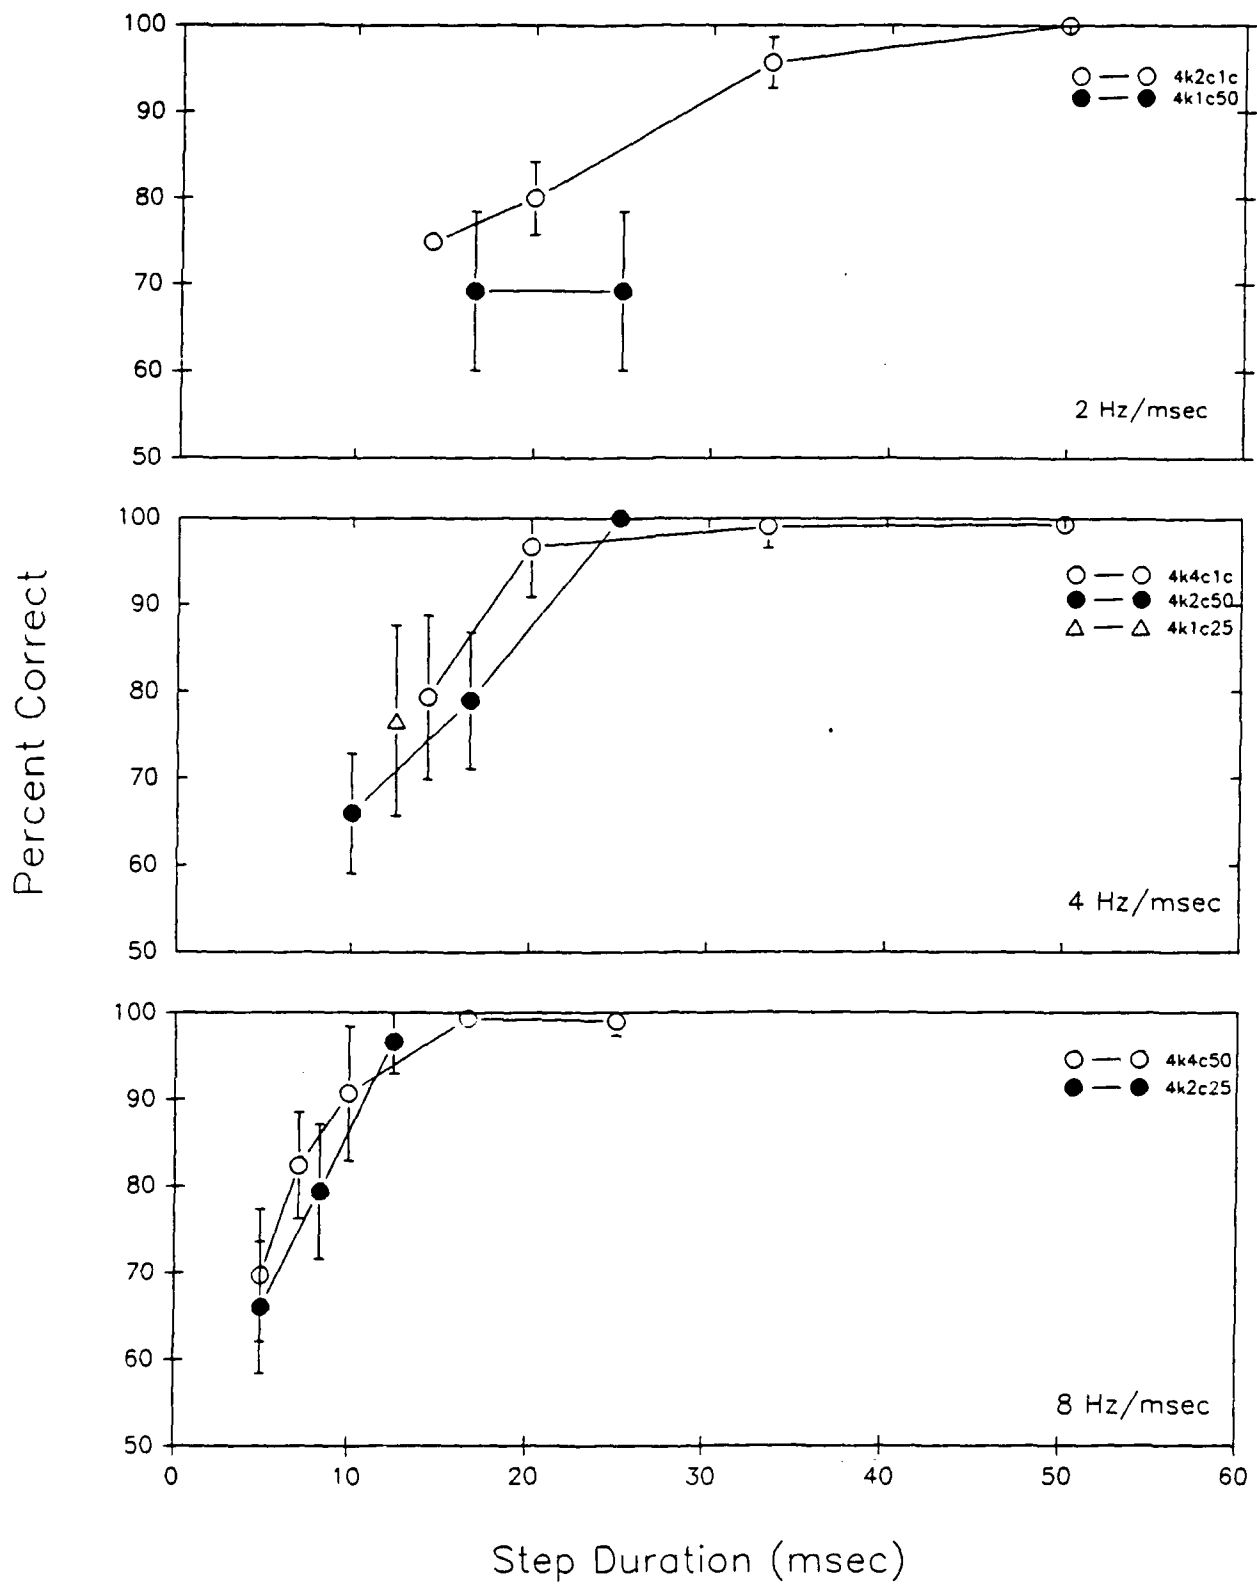 100
90
80
70
60
50
4k2c1c
4k1c50
2 Hz/msec
100
90
80
70
60
50
4k4c1c
4k2c50
4k1c25
4 Hz/msec
Percent Correct
100
90
80
70
60
50
4k4c50
4k2c25
8 Hz/msec
0 10 20 30 40 50 60
Step Duration (msec)